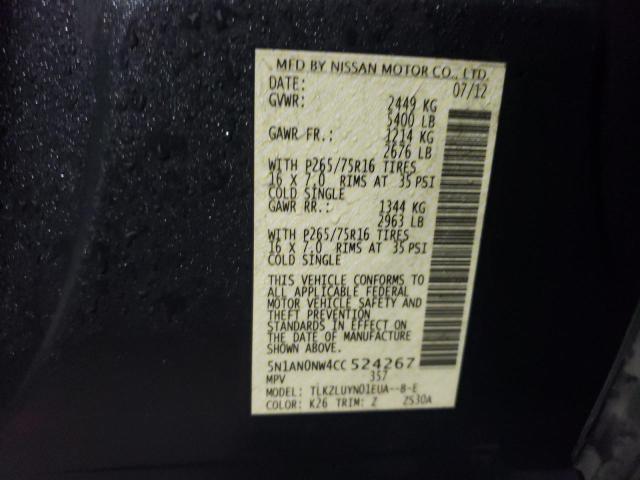 MFD BY NISSAN MOTOR CO., LTD.
DATE: 07/12
GVWR: 2449 KG
5400 LB
GAWR FR.: 1214 KG
2676 LB
WITH P265/75R16 TIRES
16 X 7.0 RIMS AT 35 PSI
COLD SINGLE
GAWR RR.: 1344 KG
2963 LB
WITH P265/75R16 TIRES
16 X 7.0 RIMS AT 35 PSI
COLD SINGLE
THIS VEHICLE CONFORMS TO
ALL APPLICABLE FEDERAL
MOTOR VEHICLE SAFETY AND
THEFT PREVENTION
STANDARDS IN EFFECT ON
THE DATE OF MANUFACTURE
SHOWN ABOVE.
5N1AN0NW4CC524267
MPV 357
MODEL: TLKZLUYN01EUA--B-E
COLOR: K26 TRIM: Z ZS30A